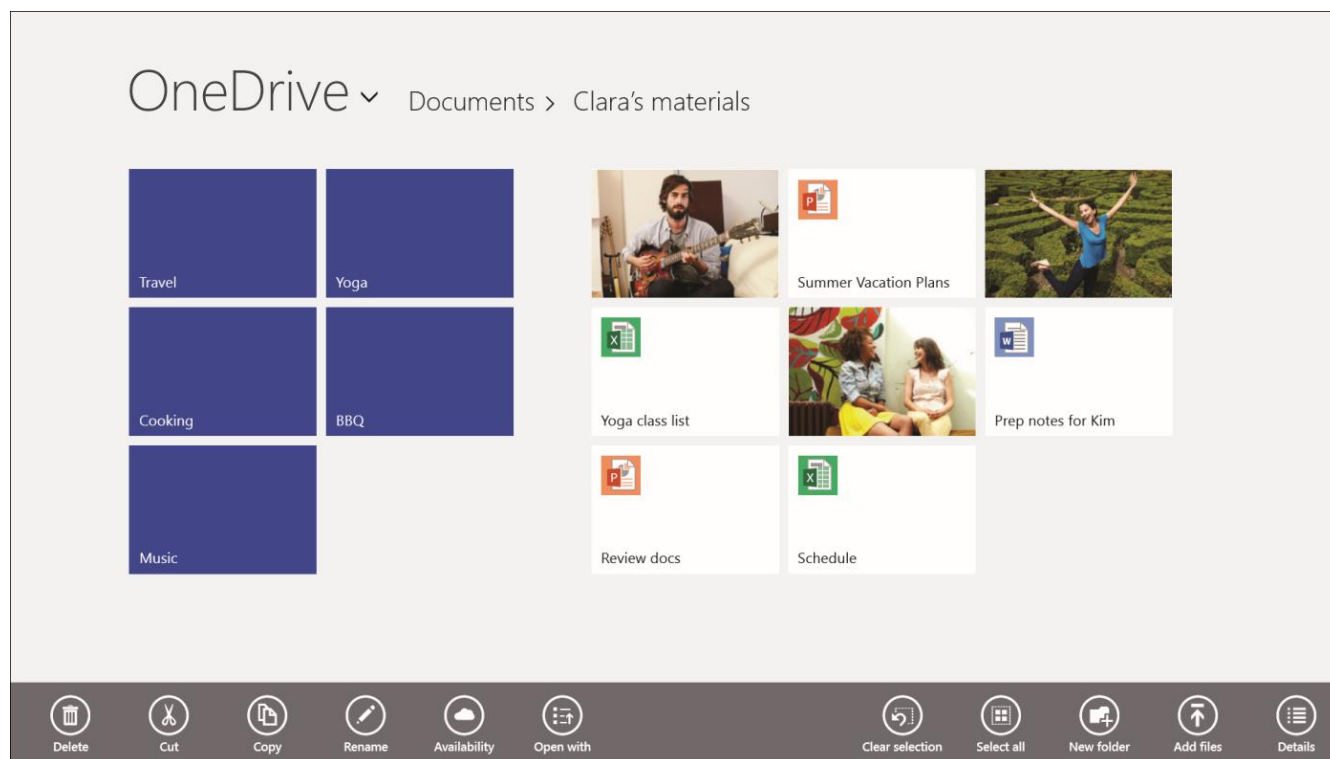 OneDrive Documents > Clara's materials
Travel
Yoga
Summer Vacation Plans
Cooking
BBQ
Yoga class list
Prep notes for Kim
Music
Review docs
Schedule
Delete
Cut
Copy
Rename
Availability
Open with
Clear selection
Select all
New folder
Add files
Details